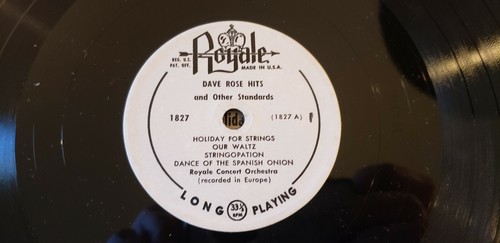 Royale
REG. U.S.
PAT. OFF.
MADE IN U.S.A.
DAVE ROSE HITS
and Other Standards
1827
(1827 A)
HOLIDAY FOR STRINGS
OUR WALTZ
STRINGOPATION
DANCE OF THE SPANISH ONION
Royale Concert Orchestra
(recorded in Europe)
LONG 33⅓ RPM PLAYING